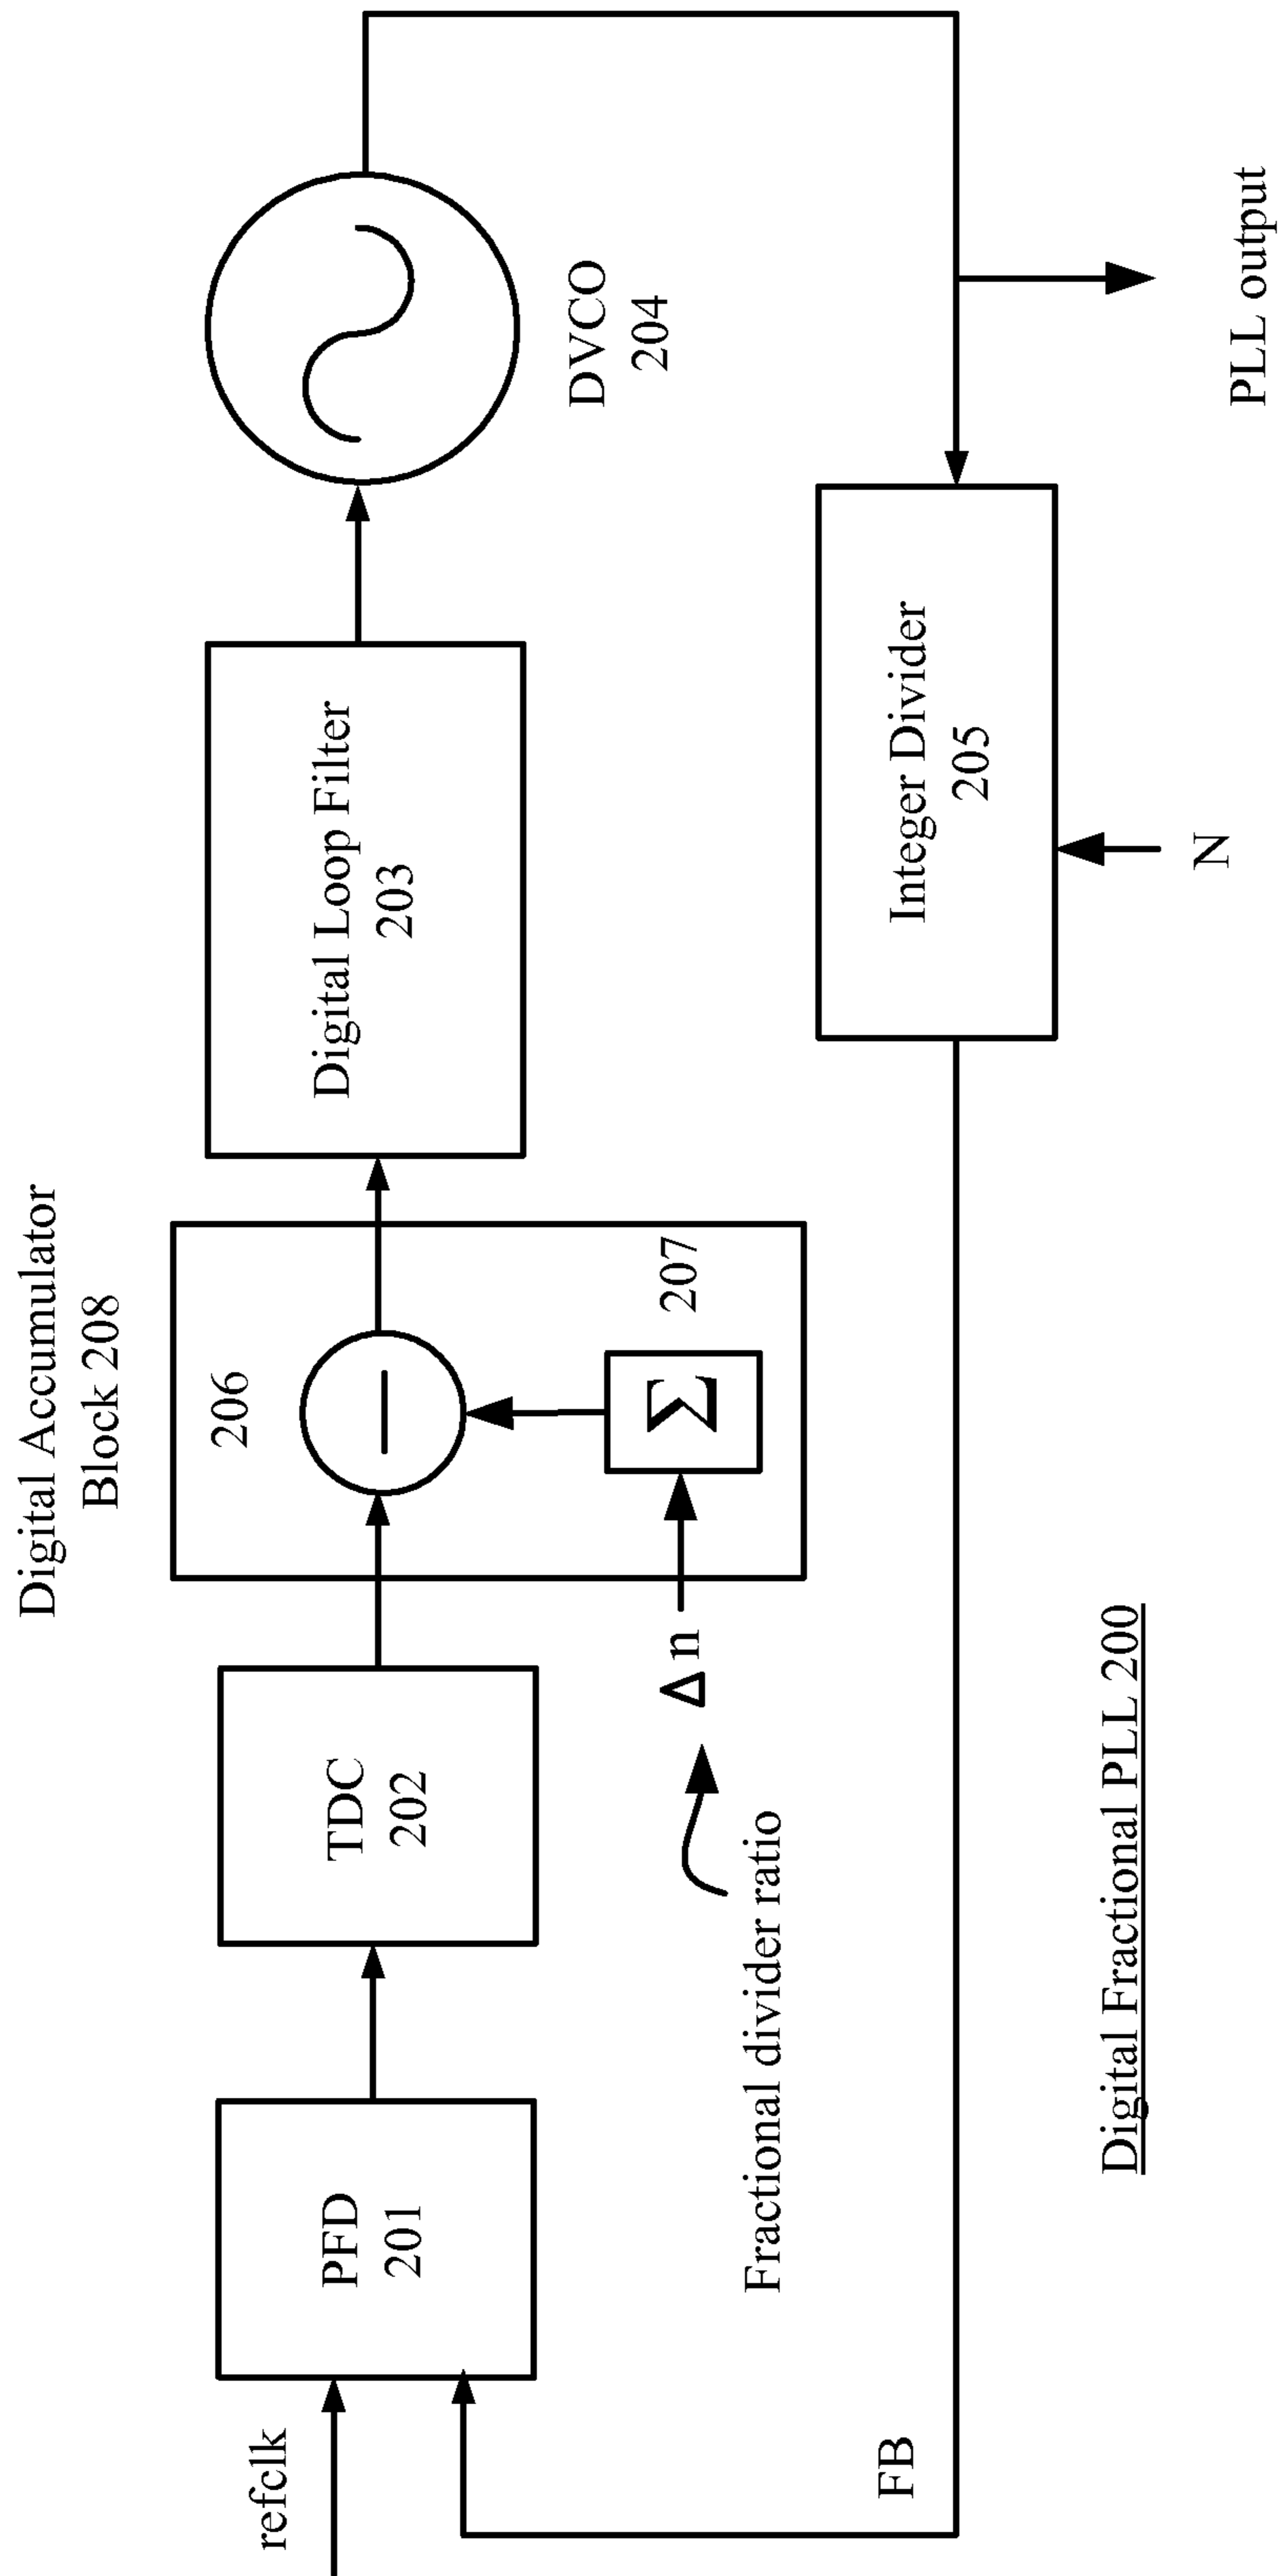 Digital Accumulator
Block 208
refclk
PFD
201
TDC
202
206
−
Σ
207
Δ n
Fractional divider ratio
Digital Loop Filter
203
DVCO
204
FB
Integer Divider
205
N
PLL output
Digital Fractional PLL 200